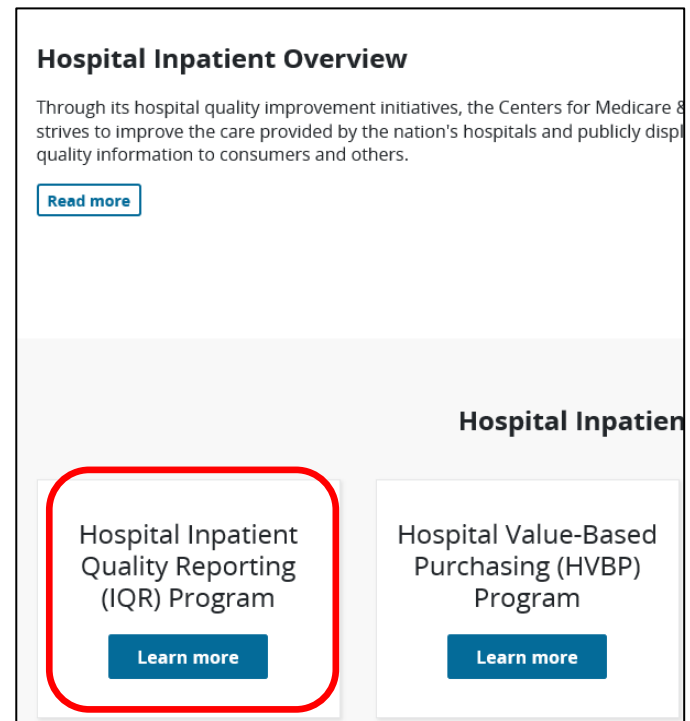 Hospital Inpatient Overview
Through its hospital quality improvement initiatives, the Centers for Medicare &
strives to improve the care provided by the nation's hospitals and publicly displ
quality information to consumers and others.
Read more
Hospital Inpatien
Hospital Inpatient
Quality Reporting
(IQR) Program
Learn more
Hospital Value-Based
Purchasing (HVBP)
Program
Learn more